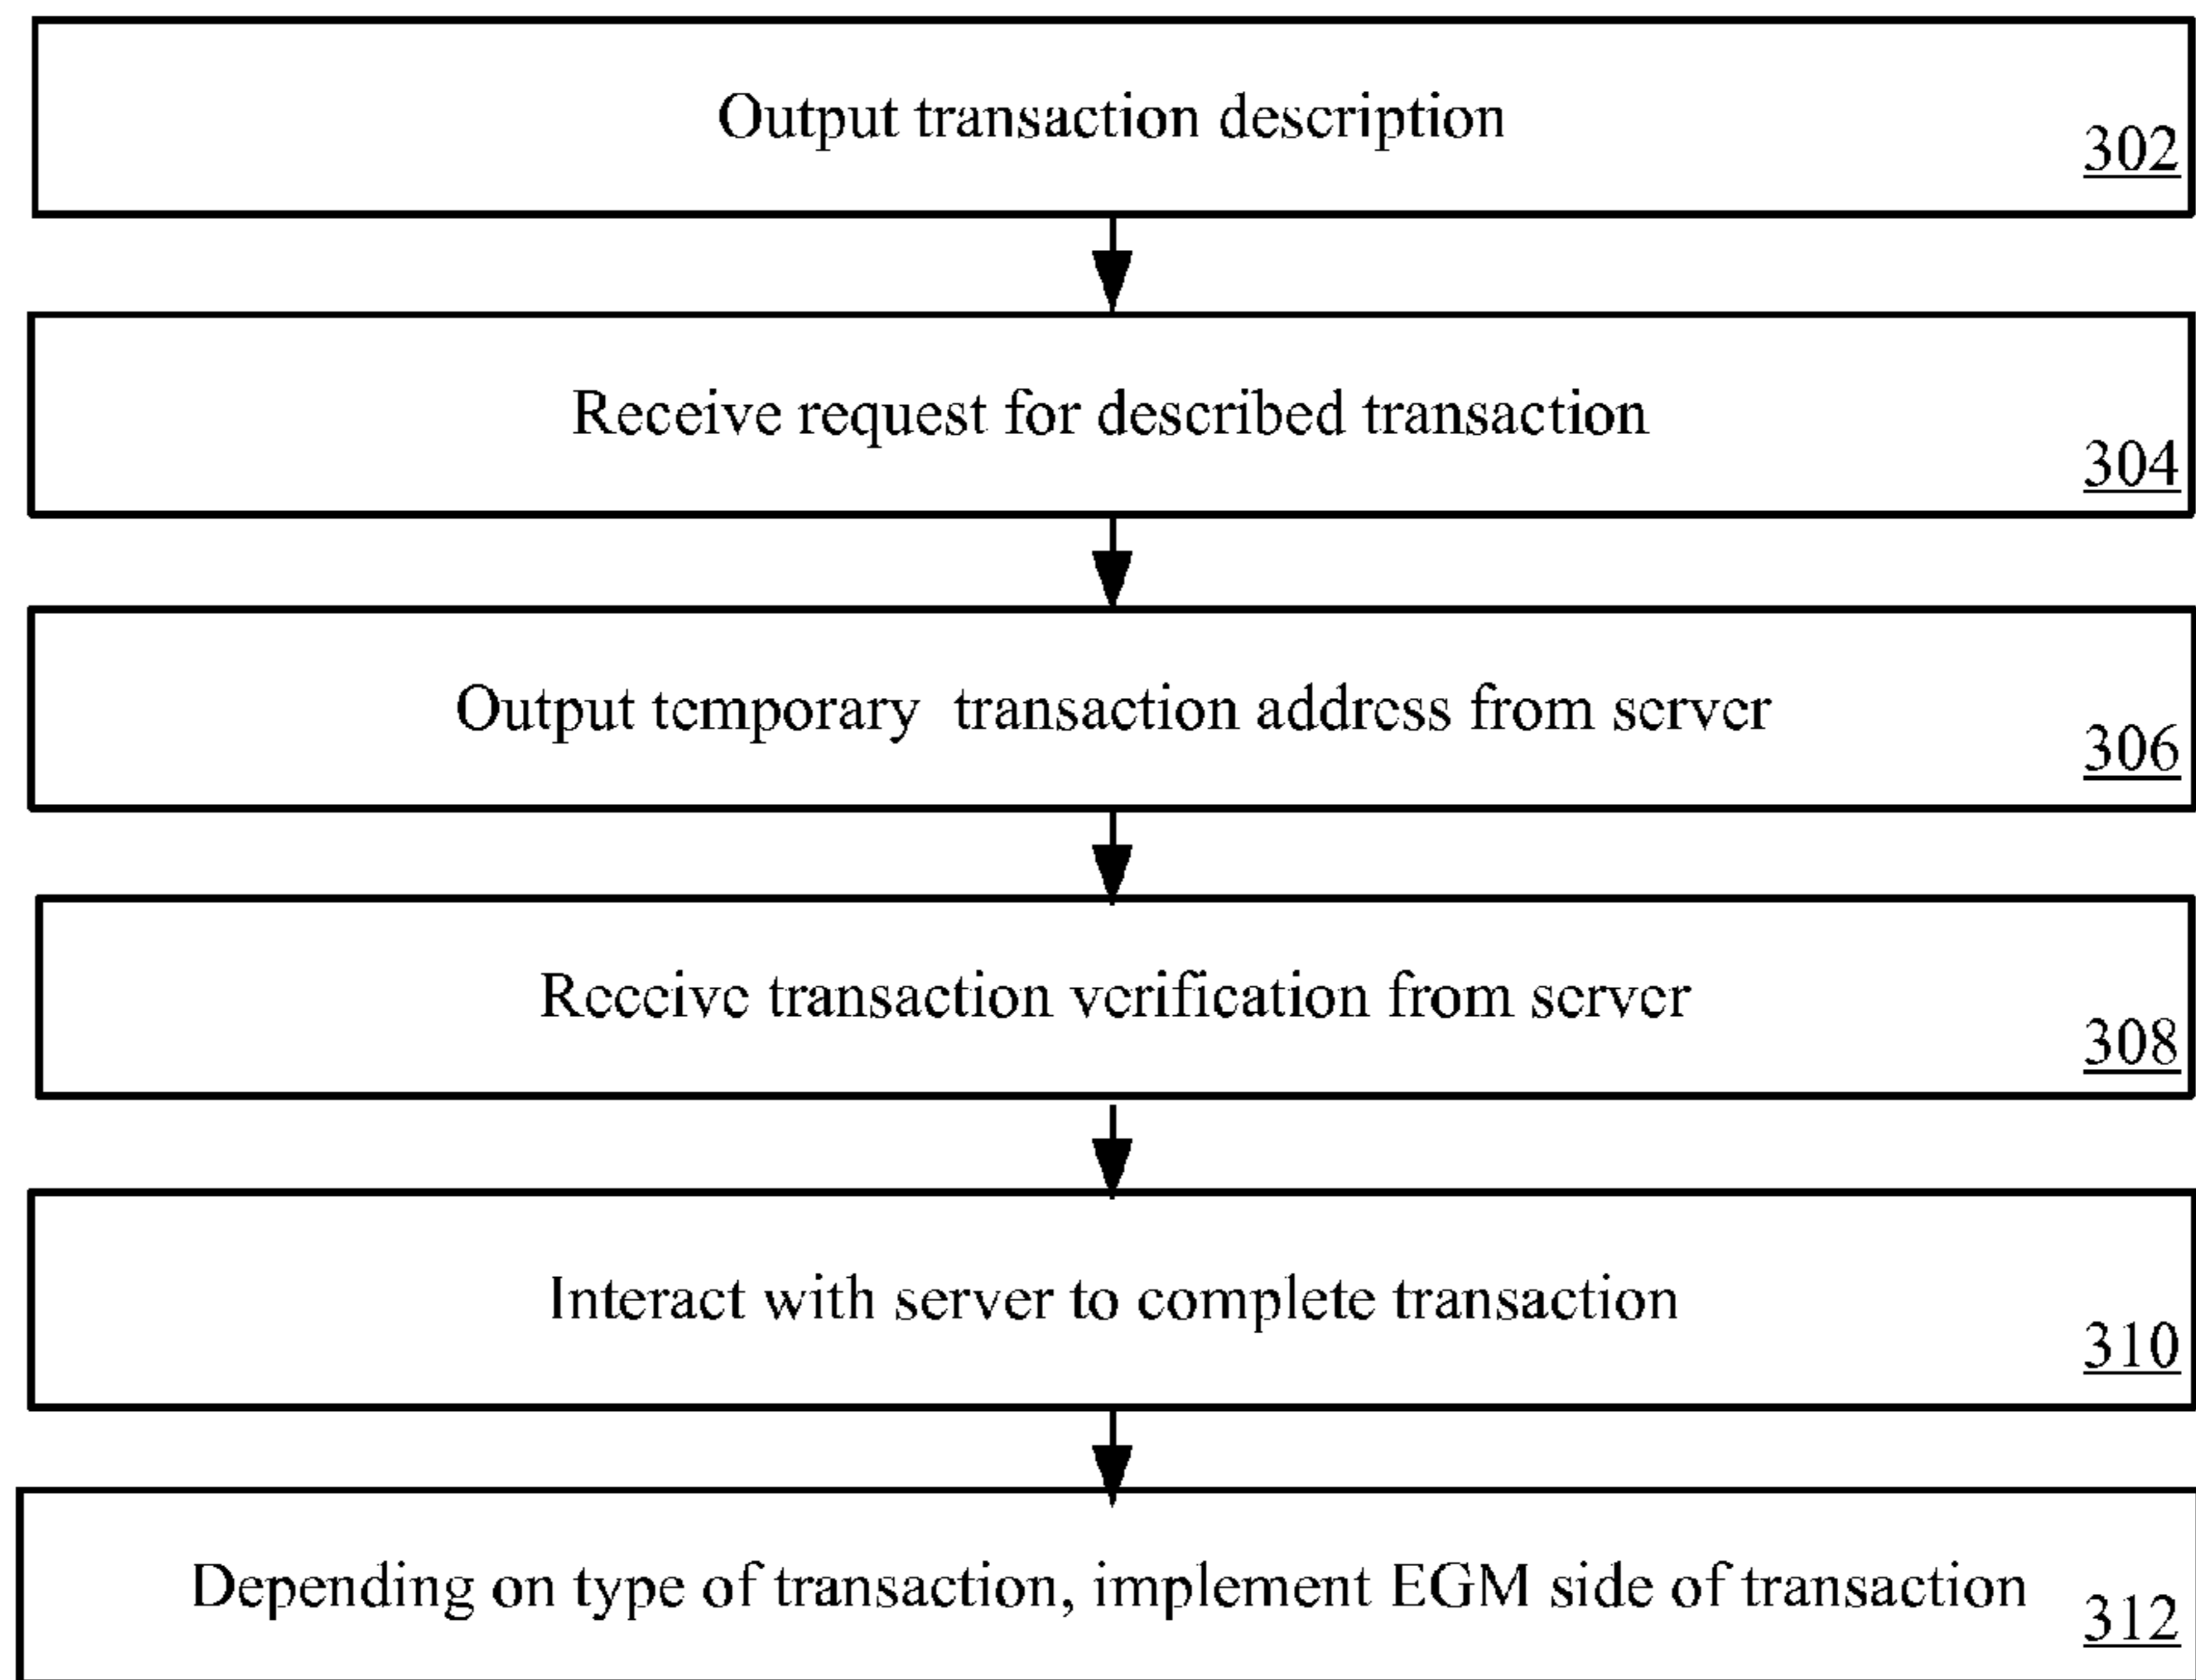 Output transaction description
302
Receive request for described transaction
304
Output temporary transaction address from server
306
Receive transaction verification from server
308
Interact with server to complete transaction
310
Depending on type of transaction, implement EGM side of transaction
312